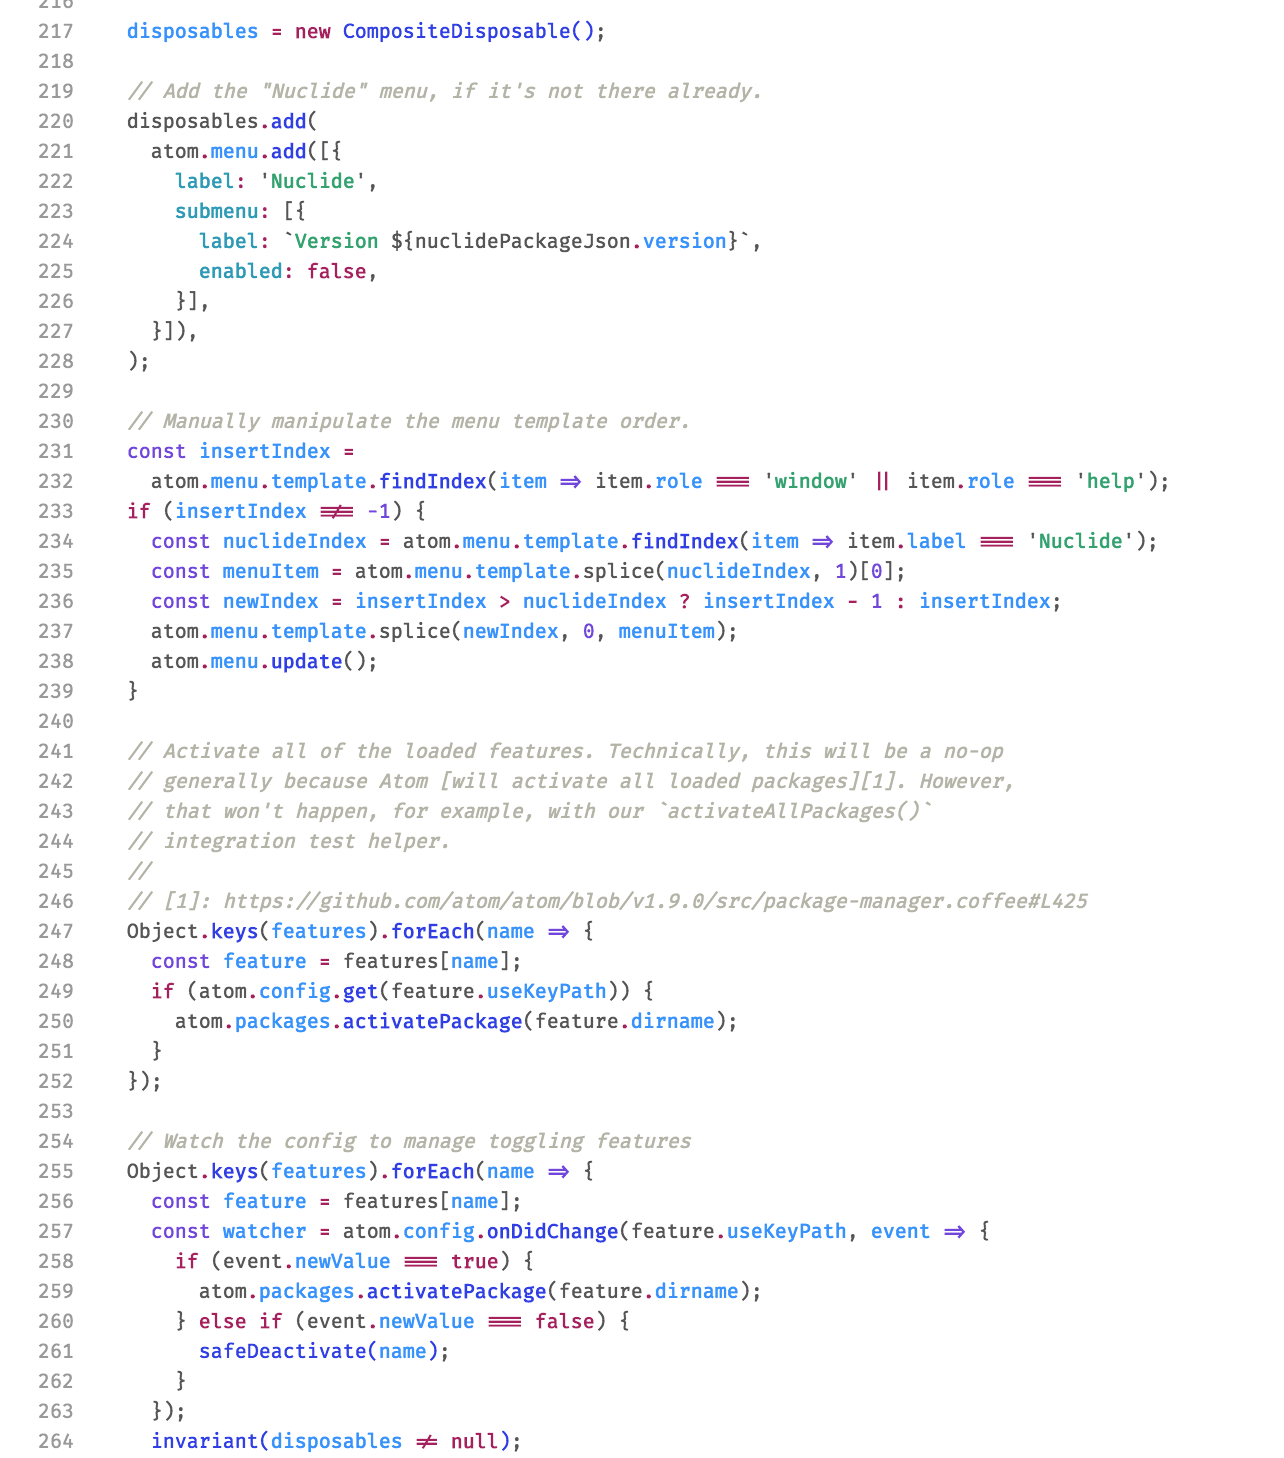 216
217 disposables = new CompositeDisposable();
218
219 // Add the "Nuclide" menu, if it's not there already.
220 disposables.add(
221 atom.menu.add([{
222 label: 'Nuclide',
223 submenu: [{
224 label: `Version ${nuclidePackageJson.version}`,
225 enabled: false,
226 }],
227 }]),
228 );
229
230 // Manually manipulate the menu template order.
231 const insertIndex =
232 atom.menu.template.findIndex(item => item.role === 'window' || item.role === 'help');
233 if (insertIndex !== -1) {
234 const nuclideIndex = atom.menu.template.findIndex(item => item.label === 'Nuclide');
235 const menuItem = atom.menu.template.splice(nuclideIndex, 1)[0];
236 const newIndex = insertIndex > nuclideIndex ? insertIndex - 1 : insertIndex;
237 atom.menu.template.splice(newIndex, 0, menuItem);
238 atom.menu.update();
239 }
240
241 // Activate all of the loaded features. Technically, this will be a no-op
242 // generally because Atom [will activate all loaded packages][1]. However,
243 // that won't happen, for example, with our `activateAllPackages()`
244 // integration test helper.
245 //
246 // [1]: https://github.com/atom/atom/blob/v1.9.0/src/package-manager.coffee#L425
247 Object.keys(features).forEach(name => {
248 const feature = features[name];
249 if (atom.config.get(feature.useKeyPath)) {
250 atom.packages.activatePackage(feature.dirname);
251 }
252 });
253
254 // Watch the config to manage toggling features
255 Object.keys(features).forEach(name => {
256 const feature = features[name];
257 const watcher = atom.config.onDidChange(feature.useKeyPath, event => {
258 if (event.newValue === true) {
259 atom.packages.activatePackage(feature.dirname);
260 } else if (event.newValue === false) {
261 safeDeactivate(name);
262 }
263 });
264 invariant(disposables != null);